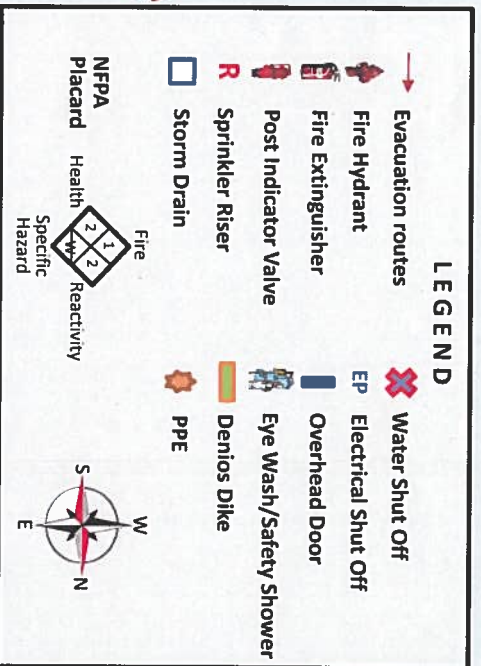 LEGEND
Evacuation routes
Fire Hydrant
Fire Extinguisher
Post Indicator Valve
R Sprinkler Riser
Storm Drain
Water Shut Off
EP Electrical Shut Off
Overhead Door
Eye Wash/Safety Shower
Denios Dike
PPE
NFPA
Placard
Fire
Health
Reactivity
Specific
Hazard
1
2 2
W
W
S N
E